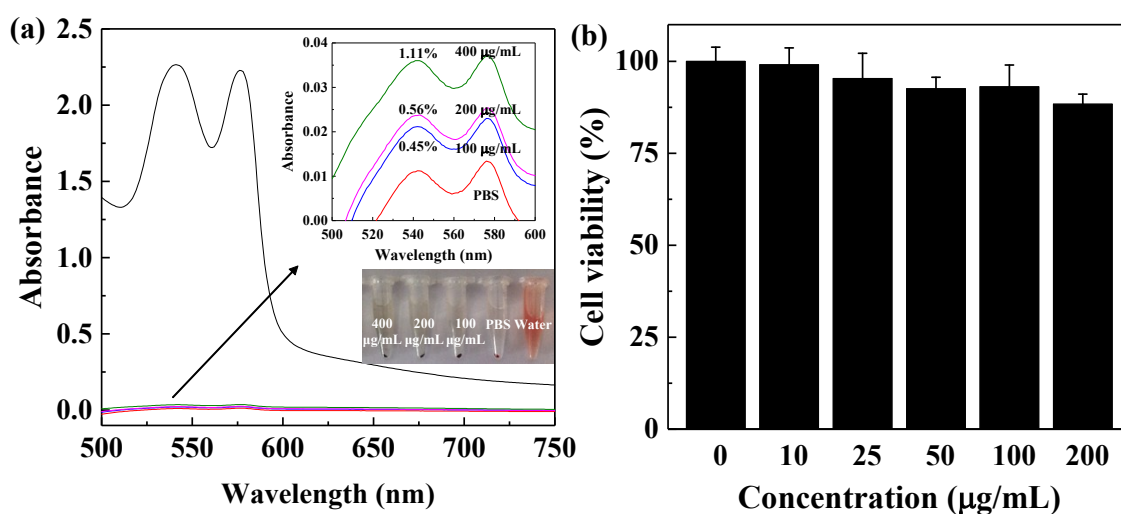 (a)
2.5
2.0
1.5
1.0
0.5
0.0
500
550
600
650
700
750
Absorbance
Wavelength (nm)
0.04
0.03
0.02
0.01
0.00
500
520
540
560
580
600
Absorbance
Wavelength (nm)
1.11%
400 μg/mL
0.56%
200 μg/mL
0.45%
100 μg/mL
PBS
400
μg/mL
200
μg/mL
100
μg/mL
PBS
Water
(b)
100
75
50
25
0
Cell viability (%)
0
10
25
50
100
200
Concentration (μg/mL)